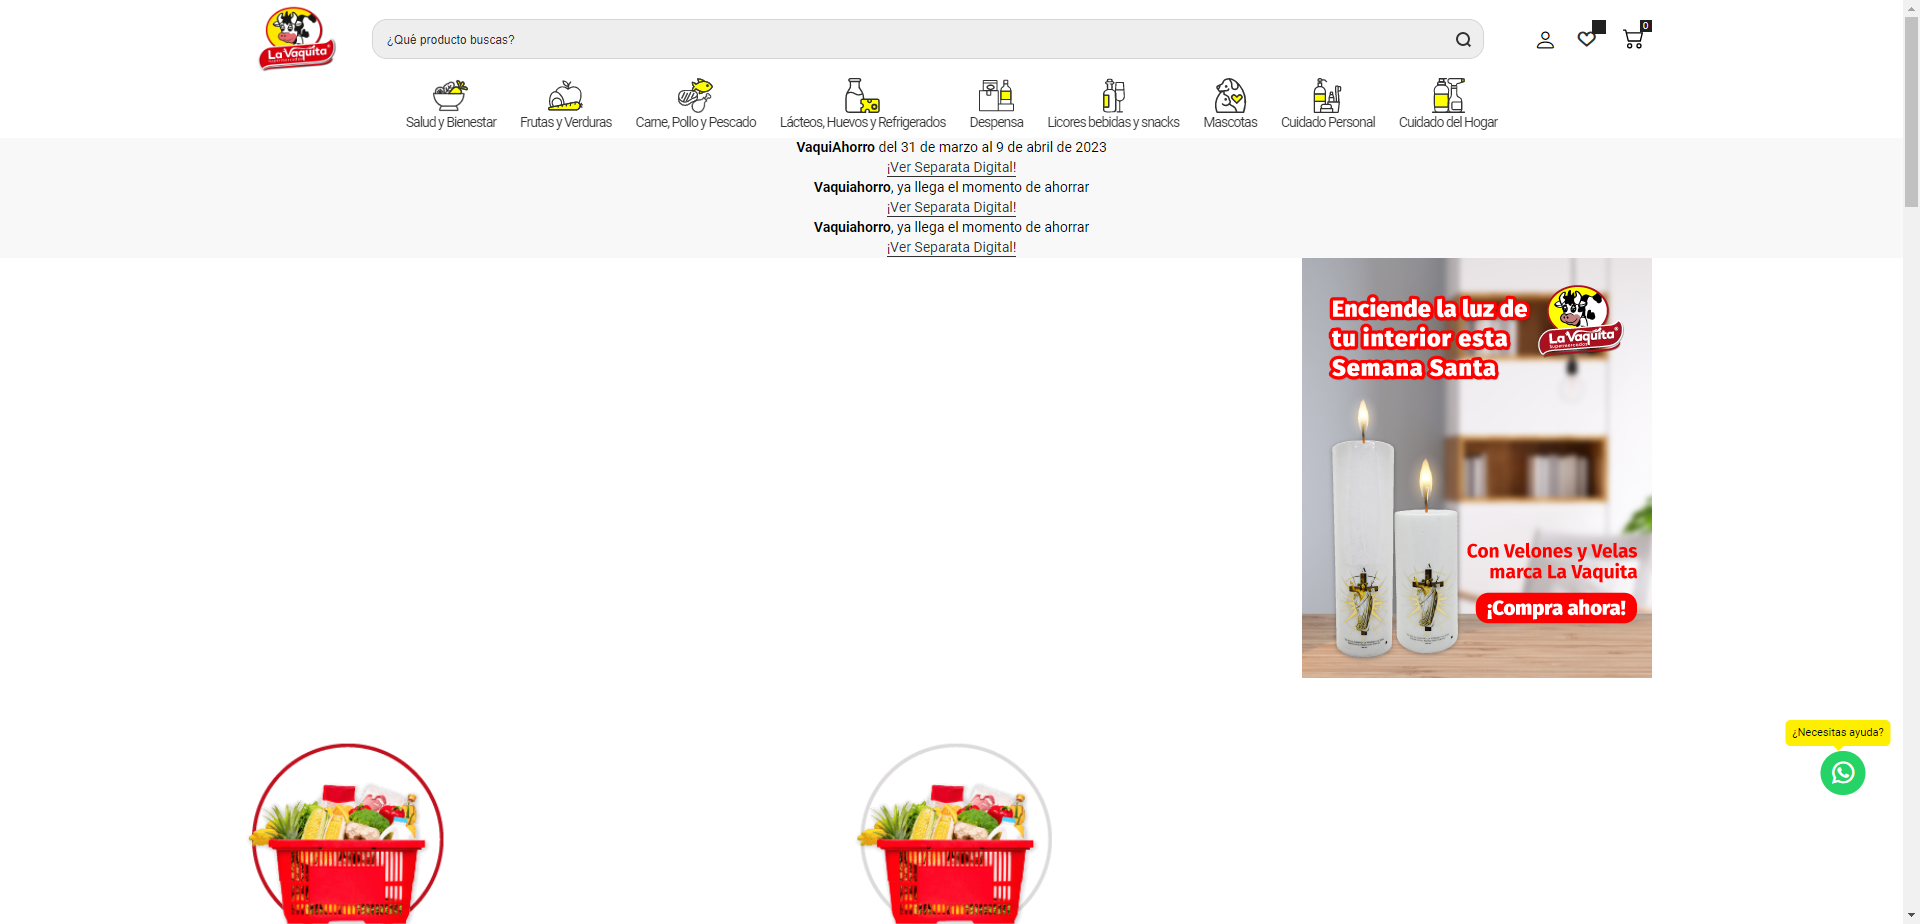 La Vaquita
Supermercados
¿Qué producto buscas?
0
Salud y Bienestar
Frutas y Verduras
Carne, Pollo y Pescado
Lácteos, Huevos y Refrigerados
Despensa
Licores bebidas y snacks
Mascotas
Cuidado Personal
Cuidado del Hogar
VaquiAhorro del 31 de marzo al 9 de abril de 2023
¡Ver Separata Digital!
Vaquiahorro, ya llega el momento de ahorrar
¡Ver Separata Digital!
Vaquiahorro, ya llega el momento de ahorrar
¡Ver Separata Digital!
Enciende la luz de
tu interior esta
Semana Santa
La Vaquita
Supermercados
Con Velones y Velas
marca La Vaquita
¡Compra ahora!
¿Necesitas ayuda?